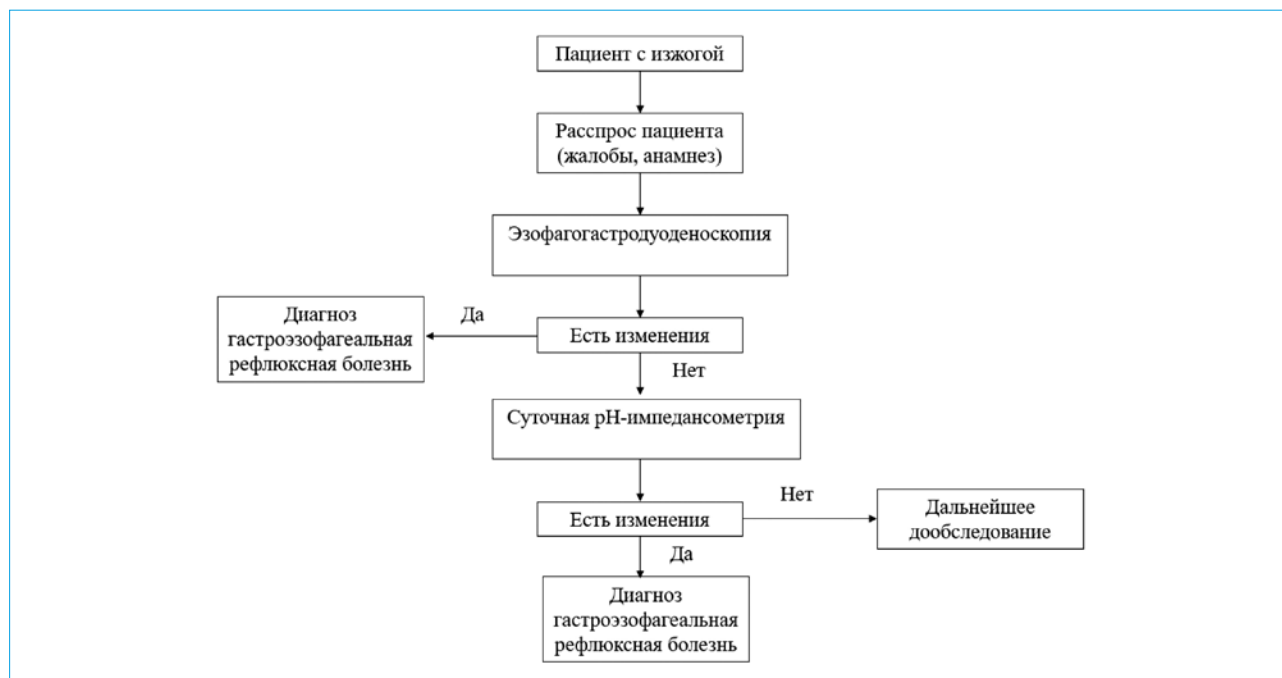 Пациент с изжогой
Расспрос пациента
(жалобы, анамнез)
Эзофагогастродуоденоскопия
Диагноз
гастроэзофагеальная
рефлюксная болезнь
Да
Есть изменения
Нет
Суточная рН-импедансометрия
Есть изменения
Нет
Дальнейшее
дообследование
Да
Диагноз
гастроэзофагеальная
рефлюксная болезнь